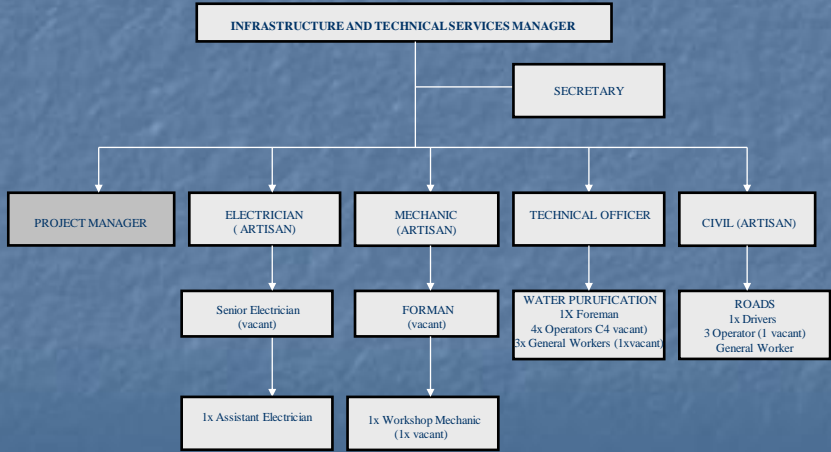 INFRASTRUCTURE AND TECHNICAL SERVICES MANAGER
SECRETARY
PROJECT MANAGER
ELECTRICIAN
( ARTISAN)
MECHANIC
(ARTISAN)
TECHNICAL OFFICER
CIVIL (ARTISAN)
Senior Electrician
(vacant)
FORMAN
(vacant)
WATER PURUFICATION
1X Foreman
4x Operators C4 vacant)
3x General Workers (1xvacant)
ROADS
1x Drivers
3 Operator (1 vacant)
General Worker
1x Assistant Electrician
1x Workshop Mechanic
(1x vacant)